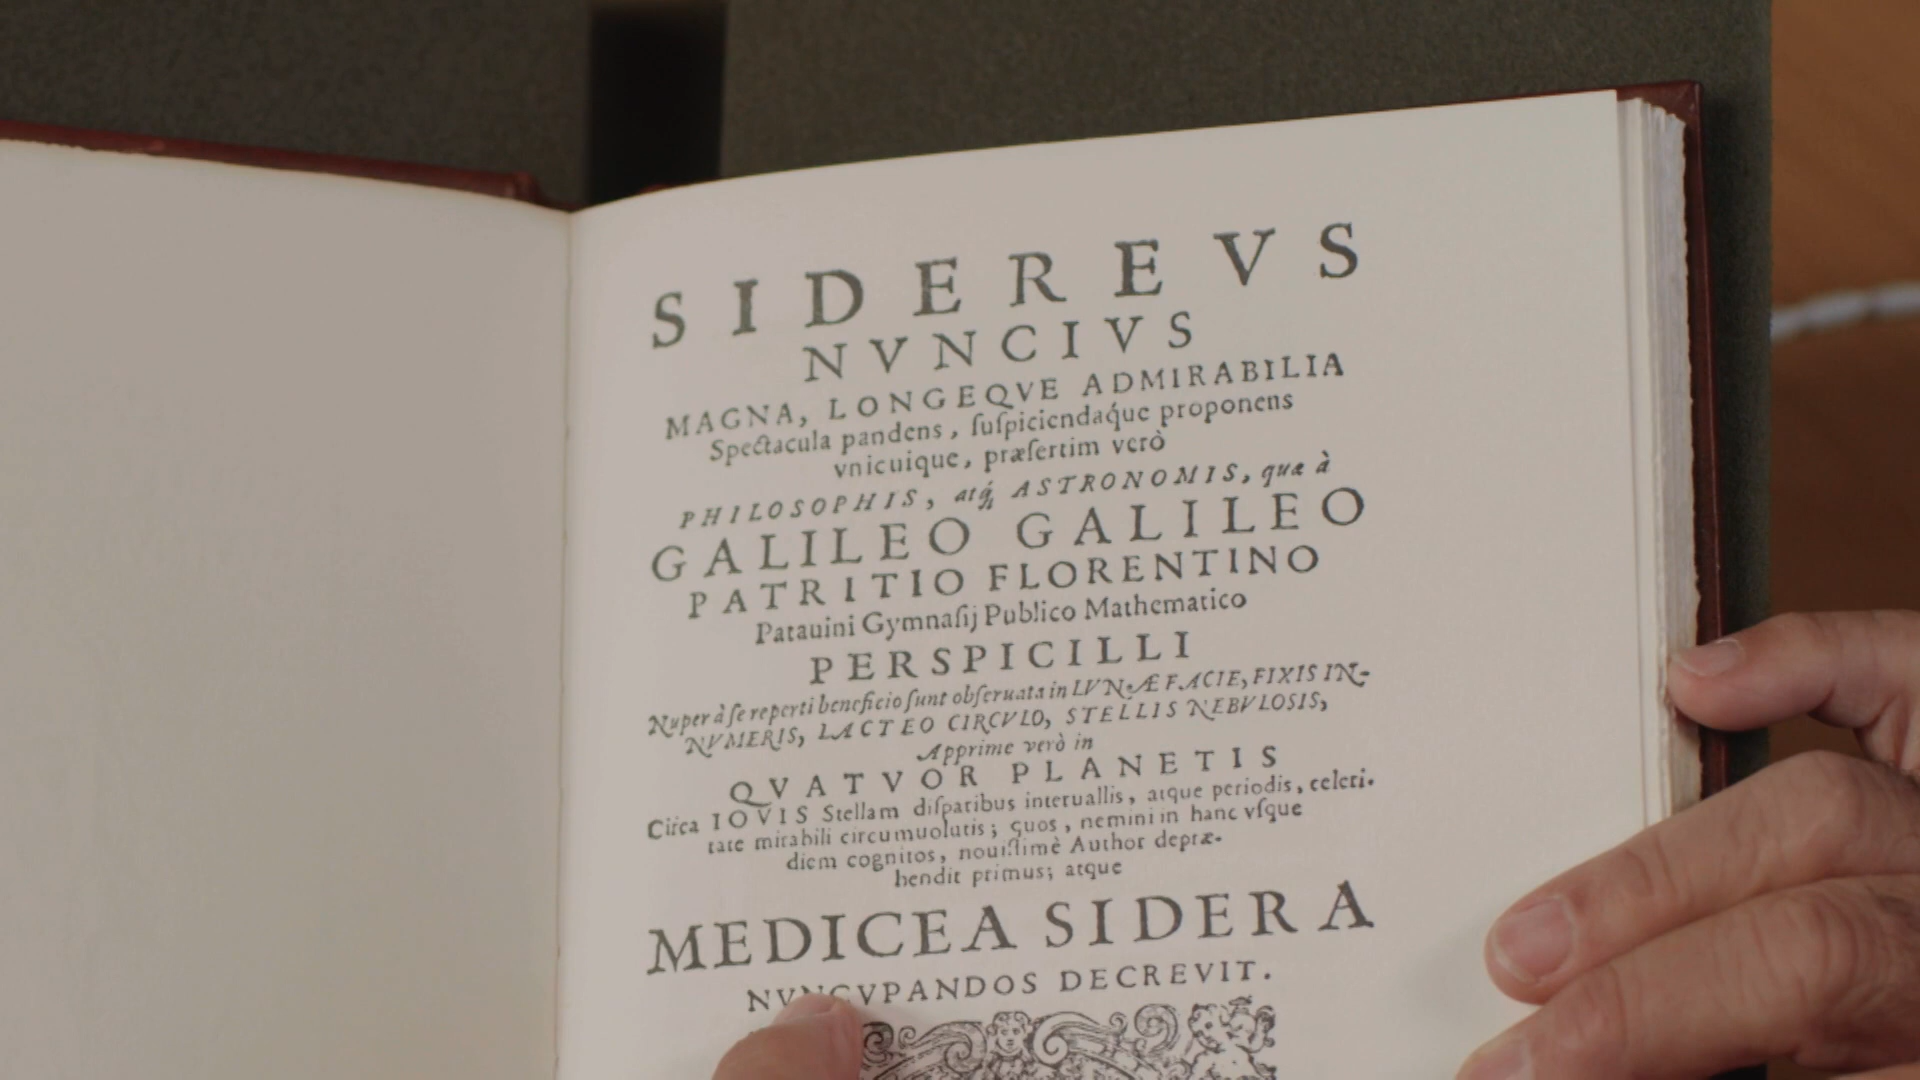 SIDEREVS
NVNCIVS
MAGNA, LONGEQVE ADMIRABILIA
Spectacula pandens, ſuſpiciendaq́ue proponens
vnicuique, præſertim verò
PHILOSOPHIS, atq́; ASTRONOMIS, quæ à
GALILEO GALILEO
PATRITIO FLORENTINO
Patauini Gymnaſij Publico Mathematico
PERSPICILLI
Nuper à ſe reperti beneficio ſunt obſeruata in LVNÆ FACIE, FIXIS IN-
NVMERIS, LACTEO CIRCVLO, STELLIS NEBVLOSIS,
Apprime verò in
QVATVOR PLANETIS
Circa IOVIS Stellam diſparibus interuallis, atque periodis, celeri-
tate mirabili circumuolutis; quos, nemini in hanc vſque
diem cognitos, nouiſſimè Author depræ-
hendit primus; atque
MEDICEA SIDERA
NVNCVPANDOS DECREVIT.